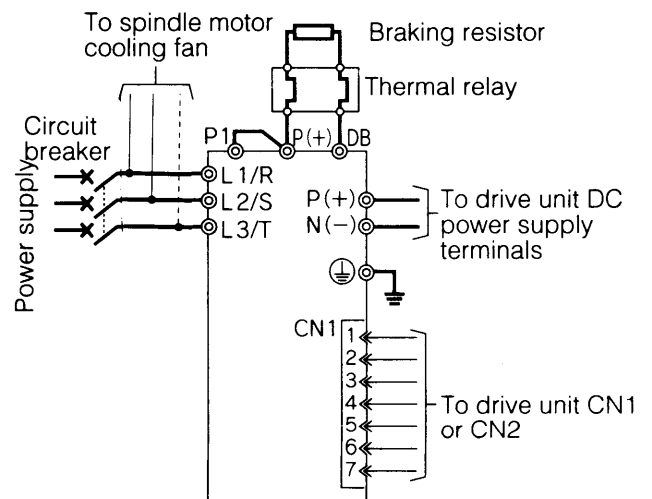 To spindle motor
cooling fan
Braking resistor
Thermal relay
Circuit
breaker
Power supply
P1
P(+)
DB
L1/R
L2/S
L3/T
P(+)
N(−)
To drive unit DC
power supply
terminals
CN1
1
2
3
4
5
6
7
To drive unit CN1
or CN2